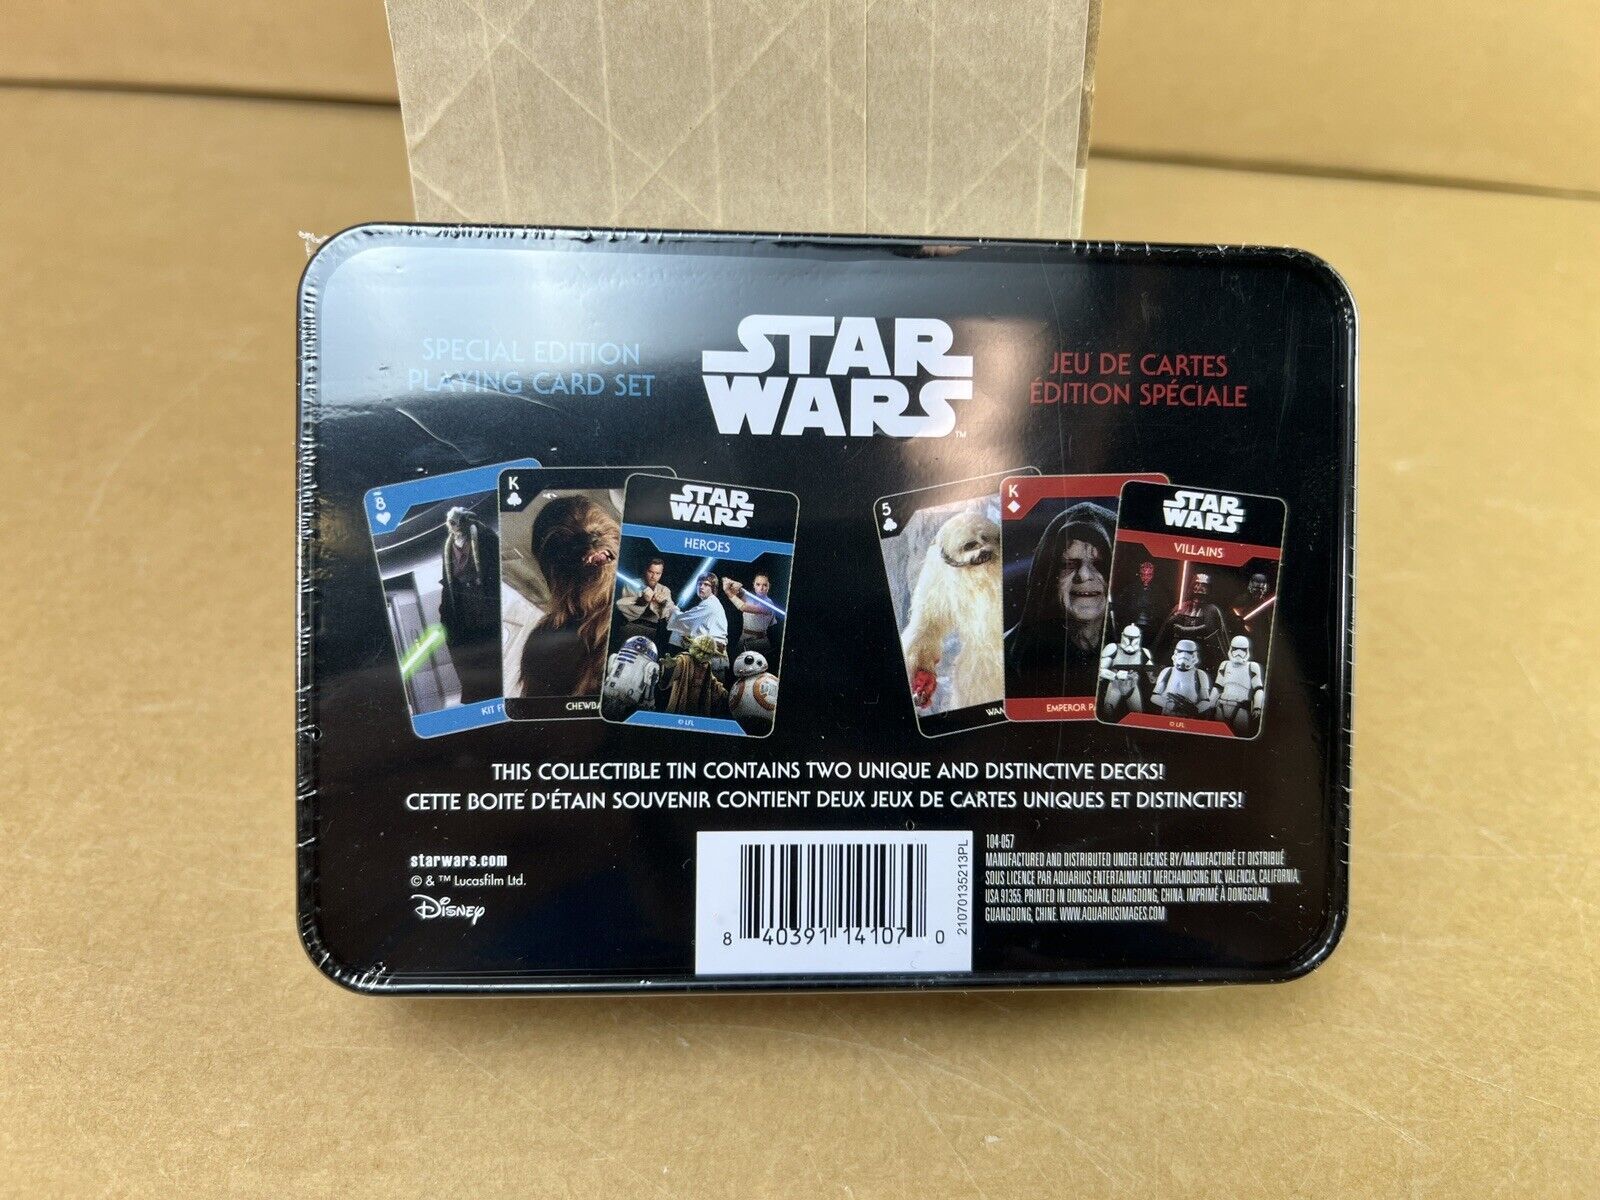 SPECIAL EDITION
PLAYING CARD SET
STAR
WARS™
JEU DE CARTES
ÉDITION SPÉCIALE
8
KIT
K
CHEWBA
STAR
WARS
HEROES
© LFL
5
WAM
K
EMPEROR PA
STAR
WARS
VILLAINS
© LFL
THIS COLLECTIBLE TIN CONTAINS TWO UNIQUE AND DISTINCTIVE DECKS!
CETTE BOITE D'ÉTAIN SOUVENIR CONTIENT DEUX JEUX DE CARTES UNIQUES ET DISTINCTIFS!
starwars.com
© & ™ Lucasfilm Ltd.
Disney
8 40391 14107 0
21070135213PL
104-057
MANUFACTURED AND DISTRIBUTED UNDER LICENSE BY/MANUFACTURÉ ET DISTRIBUÉ
SOUS LICENCE PAR AQUARIUS ENTERTAINMENT MERCHANDISING INC, VALENCIA, CALIFORNIA,
USA 91355. PRINTED IN DONGGUAN, GUANGDONG, CHINA. IMPRIMÉ À DONGGUAN,
GUANGDONG, CHINE. WWW.AQUARIUSIMAGES.COM